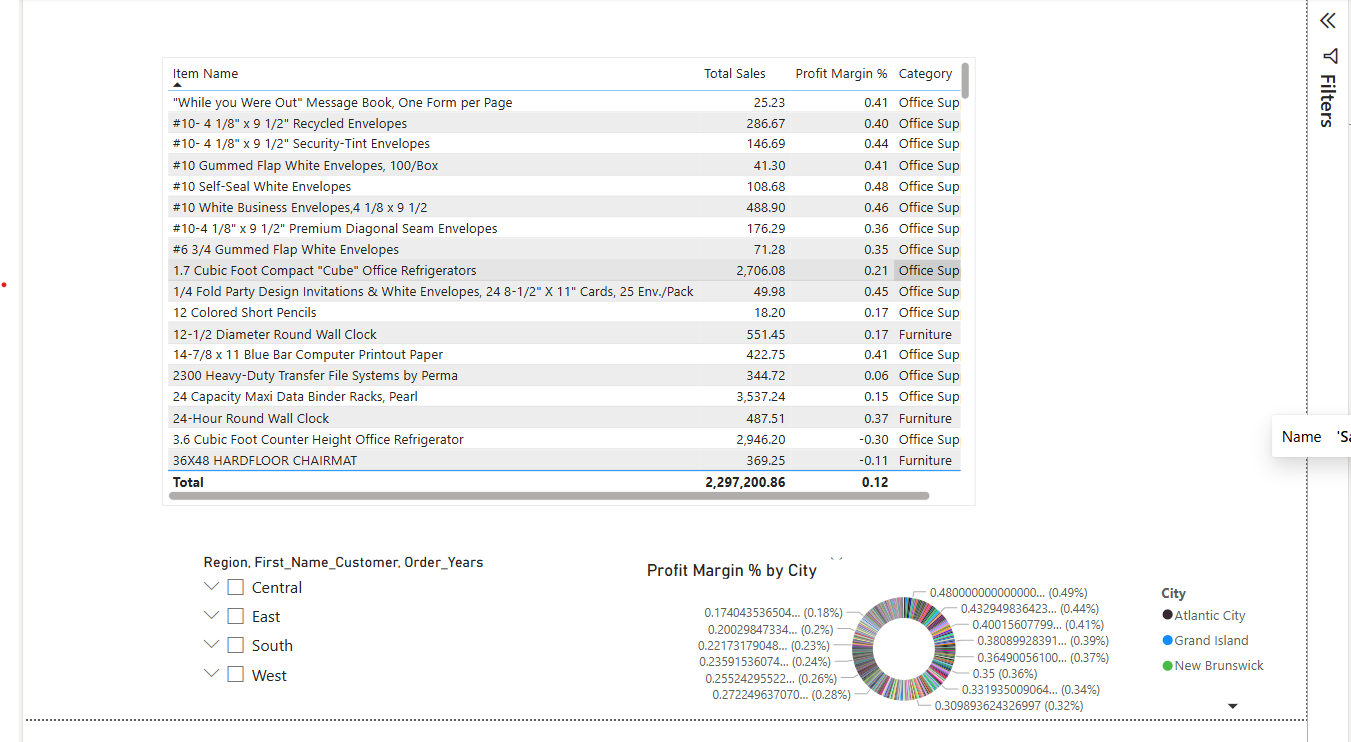 Item Name Total Sales Profit Margin % Category
"While you Were Out" Message Book, One Form per Page 25.23 0.41 Office Sup
#10- 4 1/8" x 9 1/2" Recycled Envelopes 286.67 0.40 Office Sup
#10- 4 1/8" x 9 1/2" Security-Tint Envelopes 146.69 0.44 Office Sup
#10 Gummed Flap White Envelopes, 100/Box 41.30 0.41 Office Sup
#10 Self-Seal White Envelopes 108.68 0.48 Office Sup
#10 White Business Envelopes,4 1/8 x 9 1/2 488.90 0.46 Office Sup
#10-4 1/8" x 9 1/2" Premium Diagonal Seam Envelopes 176.29 0.36 Office Sup
#6 3/4 Gummed Flap White Envelopes 71.28 0.35 Office Sup
1.7 Cubic Foot Compact "Cube" Office Refrigerators 2,706.08 0.21 Office Sup
1/4 Fold Party Design Invitations & White Envelopes, 24 8-1/2" X 11" Cards, 25 Env./Pack 49.98 0.45 Office Sup
12 Colored Short Pencils 18.20 0.17 Office Sup
12-1/2 Diameter Round Wall Clock 551.45 0.17 Furniture
14-7/8 x 11 Blue Bar Computer Printout Paper 422.75 0.41 Office Sup
2300 Heavy-Duty Transfer File Systems by Perma 344.72 0.06 Office Sup
24 Capacity Maxi Data Binder Racks, Pearl 3,537.24 0.15 Office Sup
24-Hour Round Wall Clock 487.51 0.37 Furniture
3.6 Cubic Foot Counter Height Office Refrigerator 2,946.20 -0.30 Office Sup
36X48 HARDFLOOR CHAIRMAT 369.25 -0.11 Furniture
Total 2,297,200.86 0.12
Filters
Name 'Sa
Region, First_Name_Customer, Order_Years
Central
East
South
West
Profit Margin % by City
0.174043536504... (0.18%)
0.20029847334... (0.2%)
0.22173179048... (0.23%)
0.23591536074... (0.24%)
0.25524295522... (0.26%)
0.272249637070... (0.28%)
0.480000000000000... (0.49%)
0.432949836423... (0.44%)
0.40015607799... (0.41%)
0.38089928391... (0.39%)
0.36490056100... (0.37%)
0.35 (0.36%)
0.331935009064... (0.34%)
0.309893624326997 (0.32%)
City
Atlantic City
Grand Island
New Brunswick